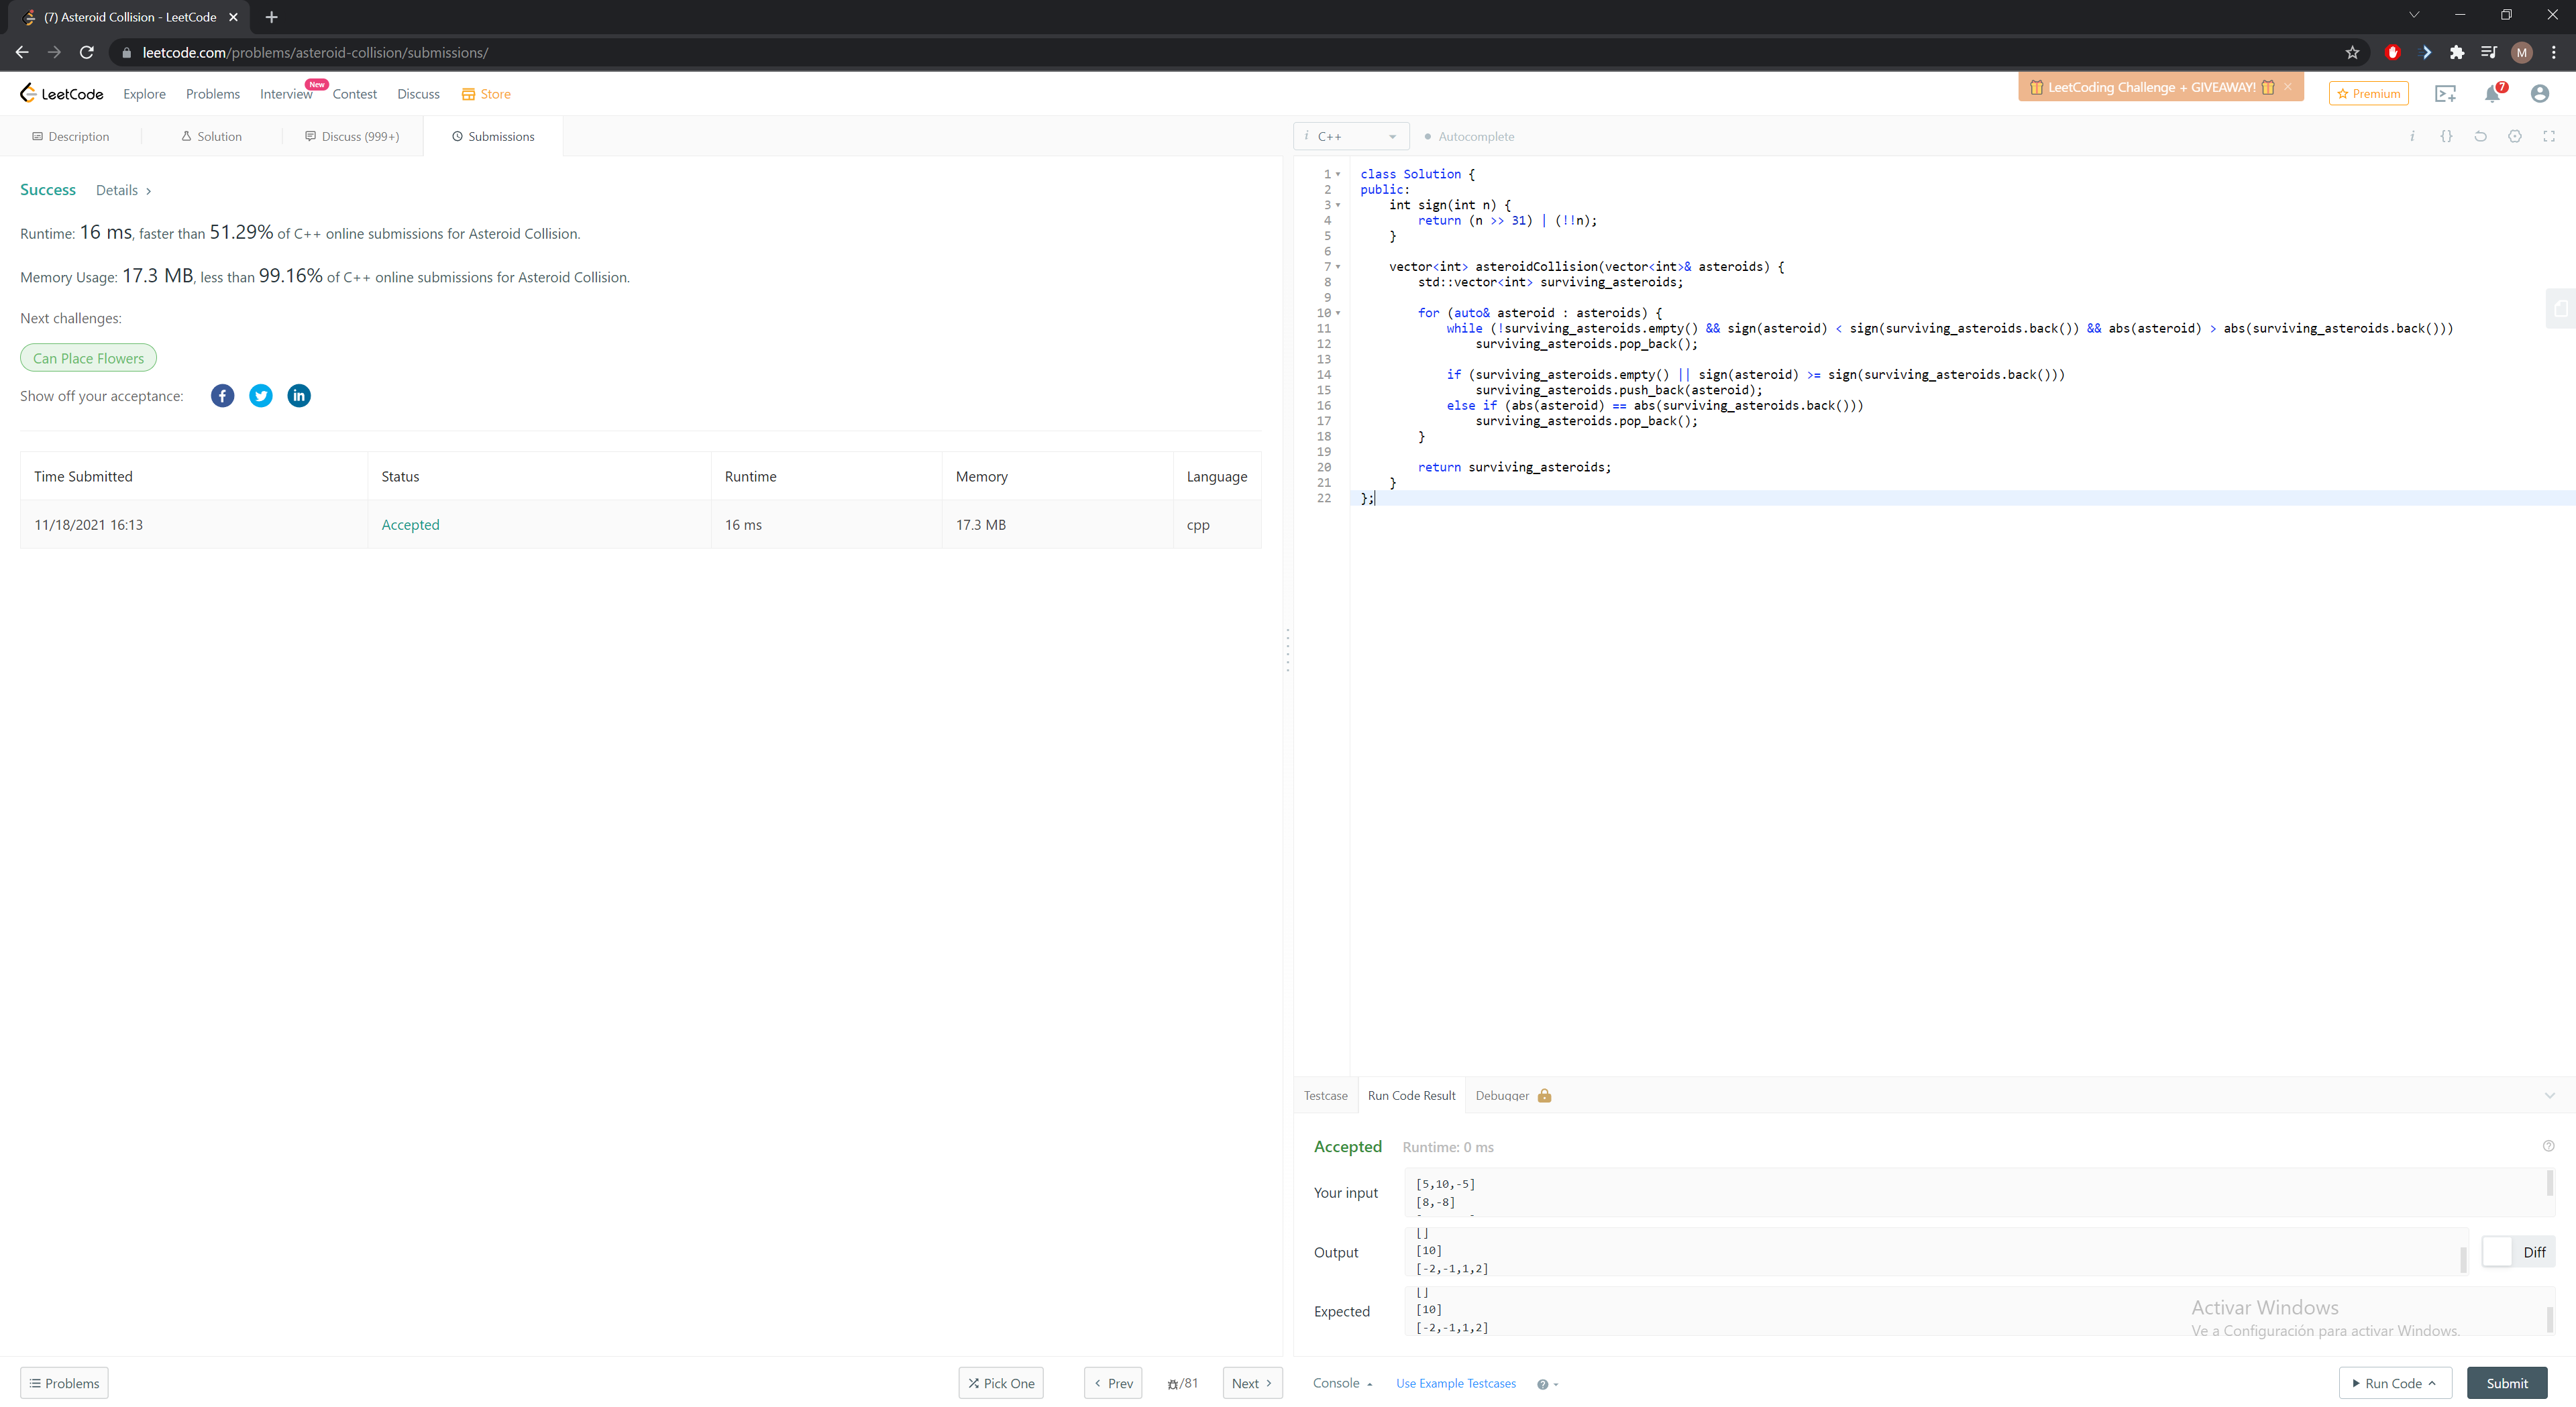 (7) Asteroid Collision - LeetCode
leetcode.com/problems/asteroid-collision/submissions/
M
LeetCode Explore Problems Interview New Contest Discuss Store
LeetCoding Challenge + GIVEAWAY! ×
Premium
7
Description Solution Discuss (999+) Submissions
i C++ Autocomplete
Success Details >
Runtime: 16 ms, faster than 51.29% of C++ online submissions for Asteroid Collision.
Memory Usage: 17.3 MB, less than 99.16% of C++ online submissions for Asteroid Collision.
Next challenges:
Can Place Flowers
Show off your acceptance:
Time Submitted Status Runtime Memory Language
11/18/2021 16:13 Accepted 16 ms 17.3 MB cpp
1 class Solution {
2 public:
3     int sign(int n) {
4         return (n >> 31) | (!!n);
5     }
6
7     vector<int> asteroidCollision(vector<int>& asteroids) {
8         std::vector<int> surviving_asteroids;
9
10         for (auto& asteroid : asteroids) {
11             while (!surviving_asteroids.empty() && sign(asteroid) < sign(surviving_asteroids.back()) && abs(asteroid) > abs(surviving_asteroids.back()))
12                 surviving_asteroids.pop_back();
13
14             if (surviving_asteroids.empty() || sign(asteroid) >= sign(surviving_asteroids.back()))
15                 surviving_asteroids.push_back(asteroid);
16             else if (abs(asteroid) == abs(surviving_asteroids.back()))
17                 surviving_asteroids.pop_back();
18         }
19
20         return surviving_asteroids;
21     }
22 };
Testcase Run Code Result Debugger
Accepted Runtime: 0 ms
Your input
[5,10,-5]
[8,-8]
Output
[]
[10]
[-2,-1,1,2]
Diff
Expected
[]
[10]
[-2,-1,1,2]
Activar Windows
Ve a Configuración para activar Windows.
Problems Pick One < Prev /81 Next > Console Use Example Testcases Run Code Submit